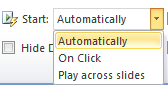 Start: Automatically
Automatically
Hide D
On Click
Play across slides